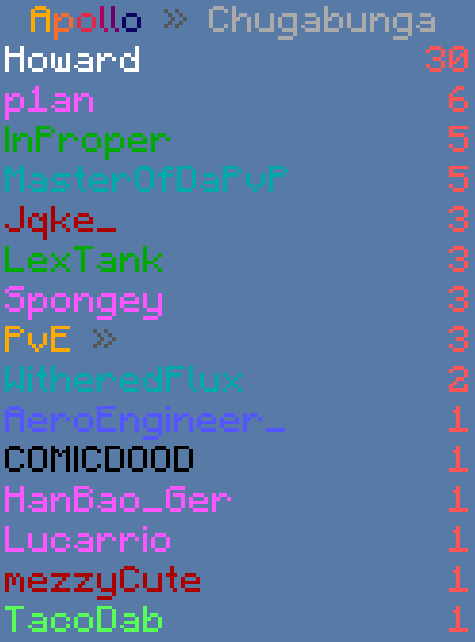 Apollo » Chugabunga
Howard 30
p1an 6
InProper 5
MasterOfDaPvP 5
Jqke_ 3
LexTank 3
Spongey 3
PvE » 3
WitheredFlux 2
AeroEngineer_ 1
COMICDOOD 1
HanBao_Ger 1
Lucarrio 1
mezzyCute 1
TacoDab 1